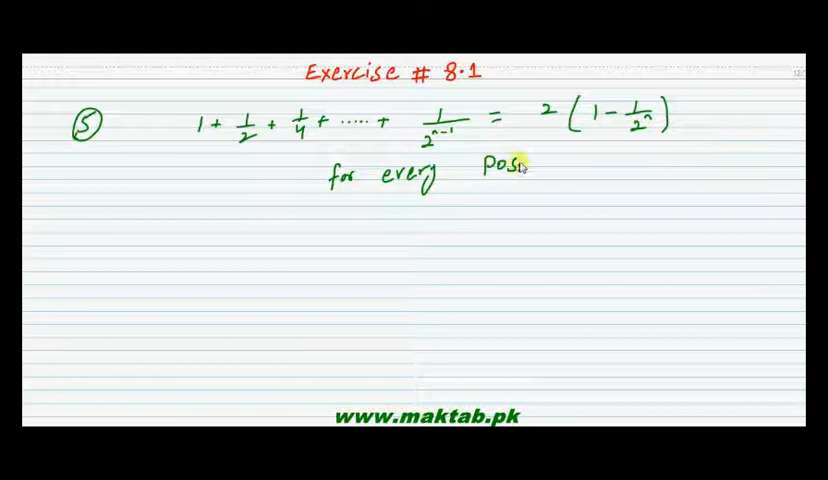 Exercise # 8.1
⑤ 1 + 1/2 + 1/4 + ..... + 1/2^(n-1) = 2 (1 - 1/2^n)
for every Poss
www.maktab.pk